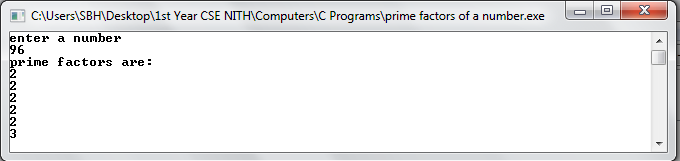 C:\Users\SBH\Desktop\1st Year CSE NITH\Computers\C Programs\prime factors of a number.exe
enter a number
96
prime factors are:
2
2
2
2
2
3